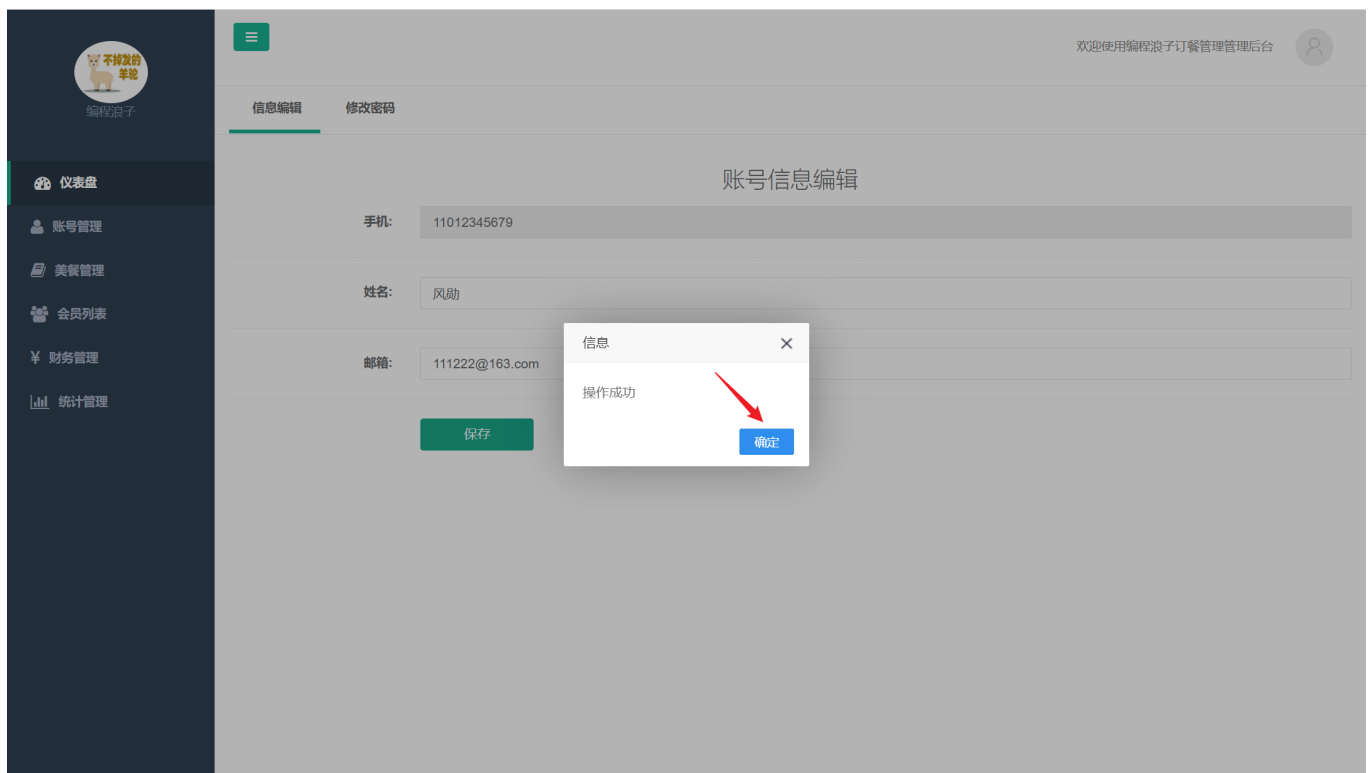 不掉发的
羊驼
编程浪子
仪表盘
账号管理
美餐管理
会员列表
¥ 财务管理
统计管理
欢迎使用编程浪子订餐管理管理后台
信息编辑 修改密码
账号信息编辑
手机: 11012345679
姓名: 风勋
邮箱: 111222@163.com
保存
信息
操作成功
确定